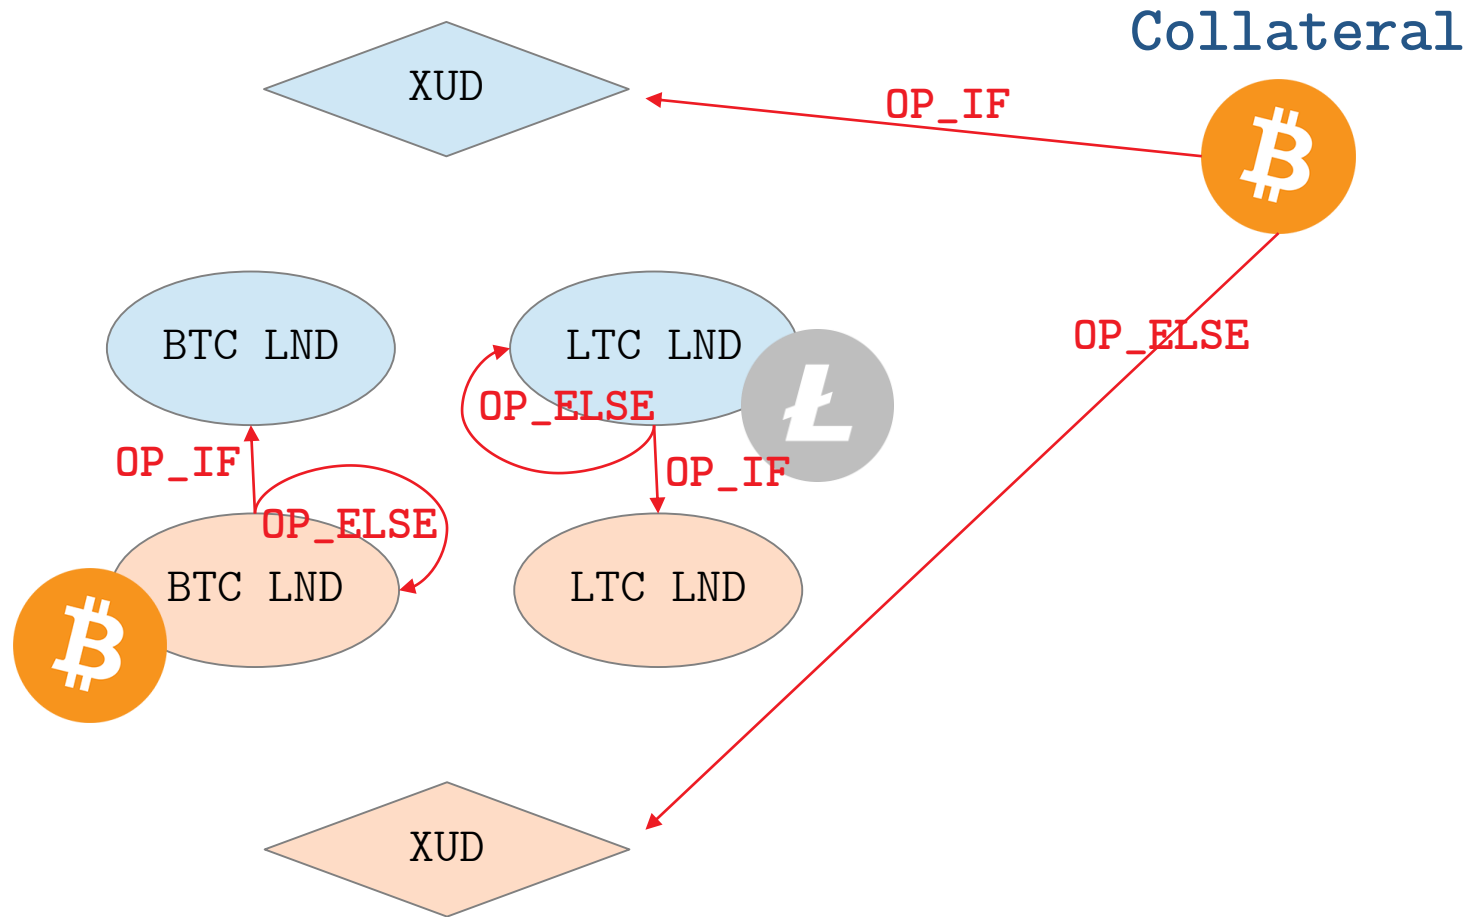 Collateral
XUD
OP_IF
BTC LND
LTC LND
OP_ELSE
OP_ELSE
OP_IF
OP_IF
OP_ELSE
BTC LND
LTC LND
XUD